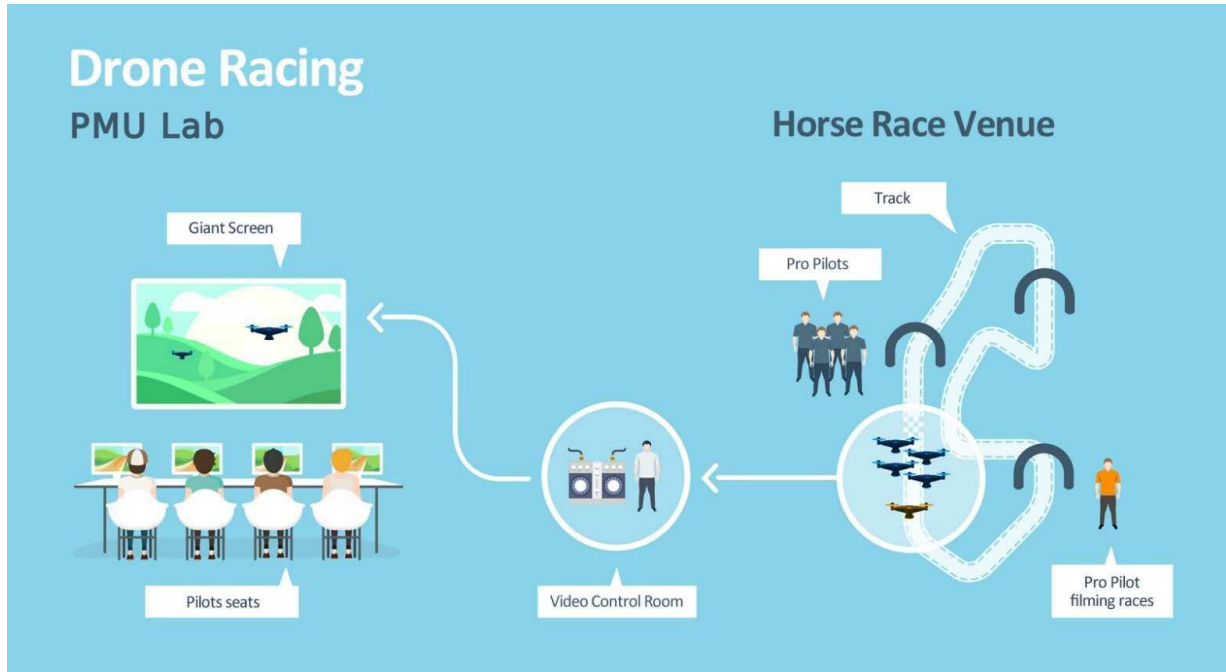 Drone Racing
PMU Lab
Horse Race Venue
Track
Giant Screen
Pro Pilots
Pilots seats
Video Control Room
Pro Pilot
filming races